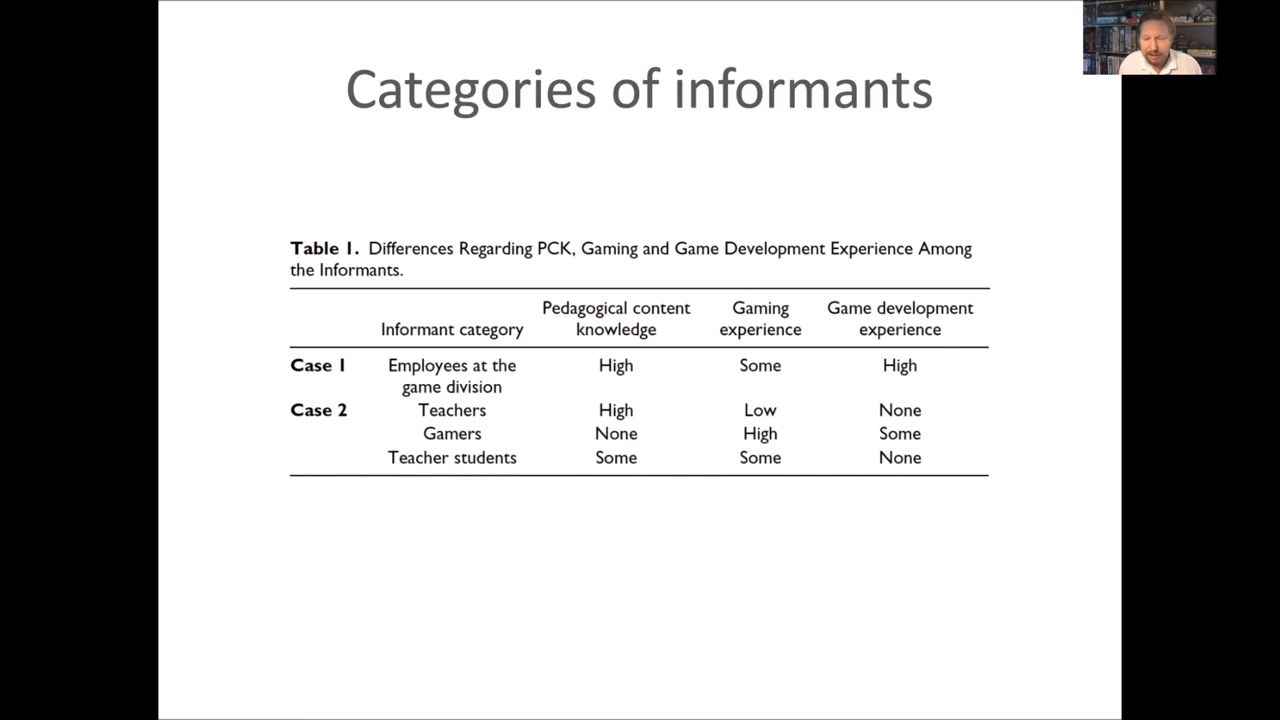 Categories of informants
Table 1. Differences Regarding PCK, Gaming and Game Development Experience Among
the Informants.
Informant category
Pedagogical content
knowledge
Gaming
experience
Game development
experience
Case 1 Employees at the game division High Some High
Case 2 Teachers High Low None
Gamers None High Some
Teacher students Some Some None